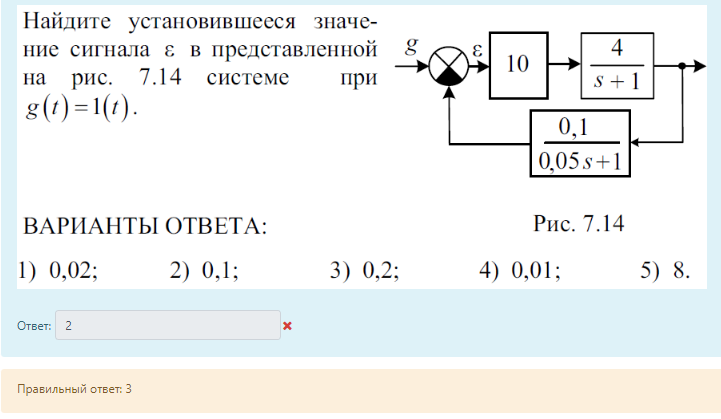 Найдите установившееся значе-
ние сигнала ε в представленной
на рис. 7.14 системе при
g(t)=1(t).
g
ε
10
4
s+1
0,1
0,05s+1
ВАРИАНТЫ ОТВЕТА:
Рис. 7.14
1) 0,02; 2) 0,1; 3) 0,2; 4) 0,01; 5) 8.
Ответ: 2 ✖
Правильный ответ: 3